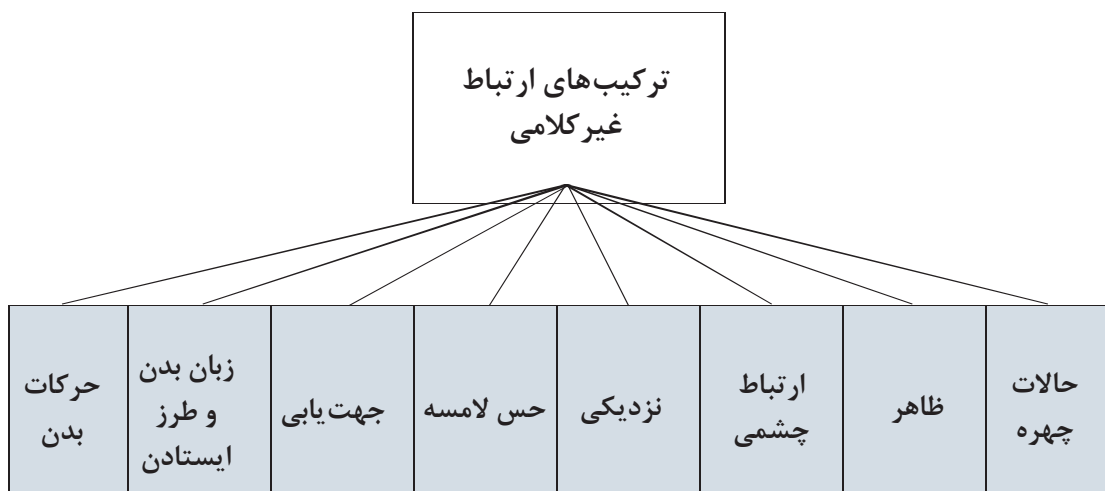 ترکیب‌های ارتباط
غیرکلامی
حالات
چهره
ظاهر
ارتباط
چشمی
نزدیکی
حس لامسه
جهت‌یابی
زبان بدن
و طرز
ایستادن
حرکات
بدن